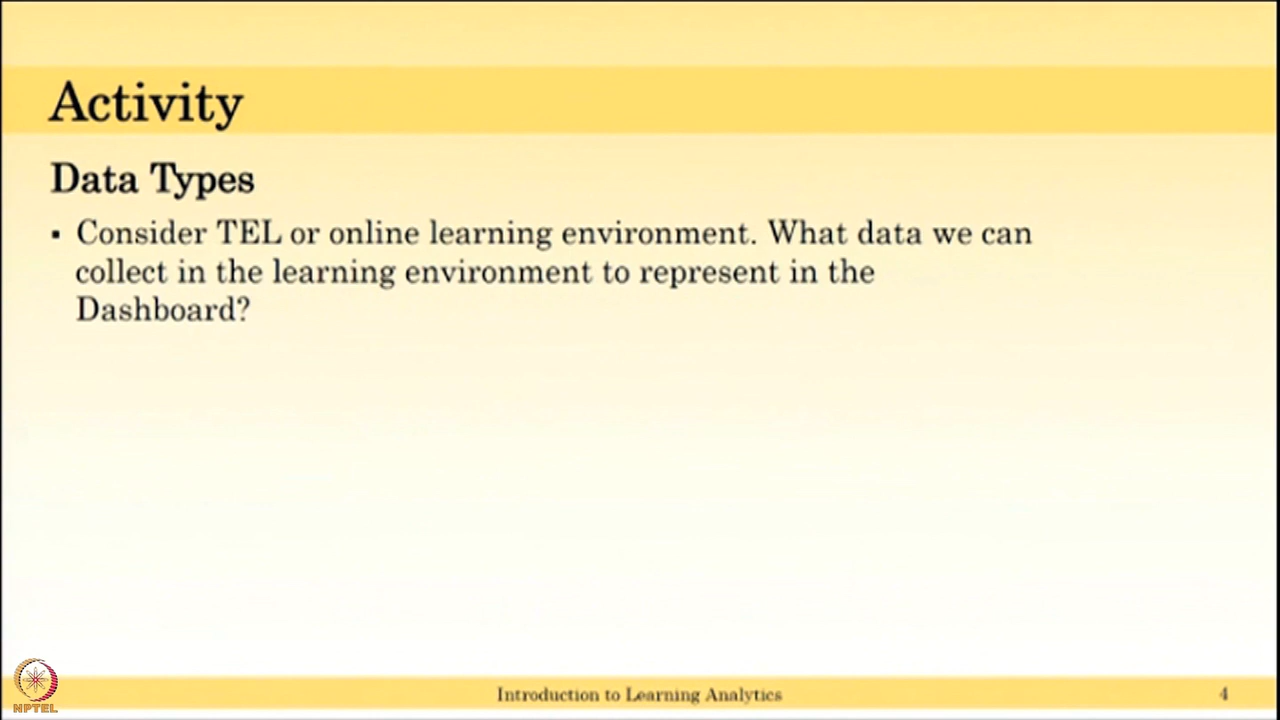 Activity
Data Types
▪ Consider TEL or online learning environment. What data we can
collect in the learning environment to represent in the
Dashboard?
NPTEL
Introduction to Learning Analytics
4